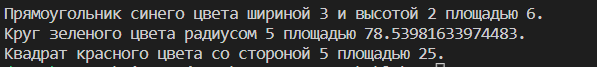 Прямоугольник синего цвета шириной 3 и высотой 2 площадью 6.
Круг зеленого цвета радиусом 5 площадью 78.53981633974483.
Квадрат красного цвета со стороной 5 площадью 25.